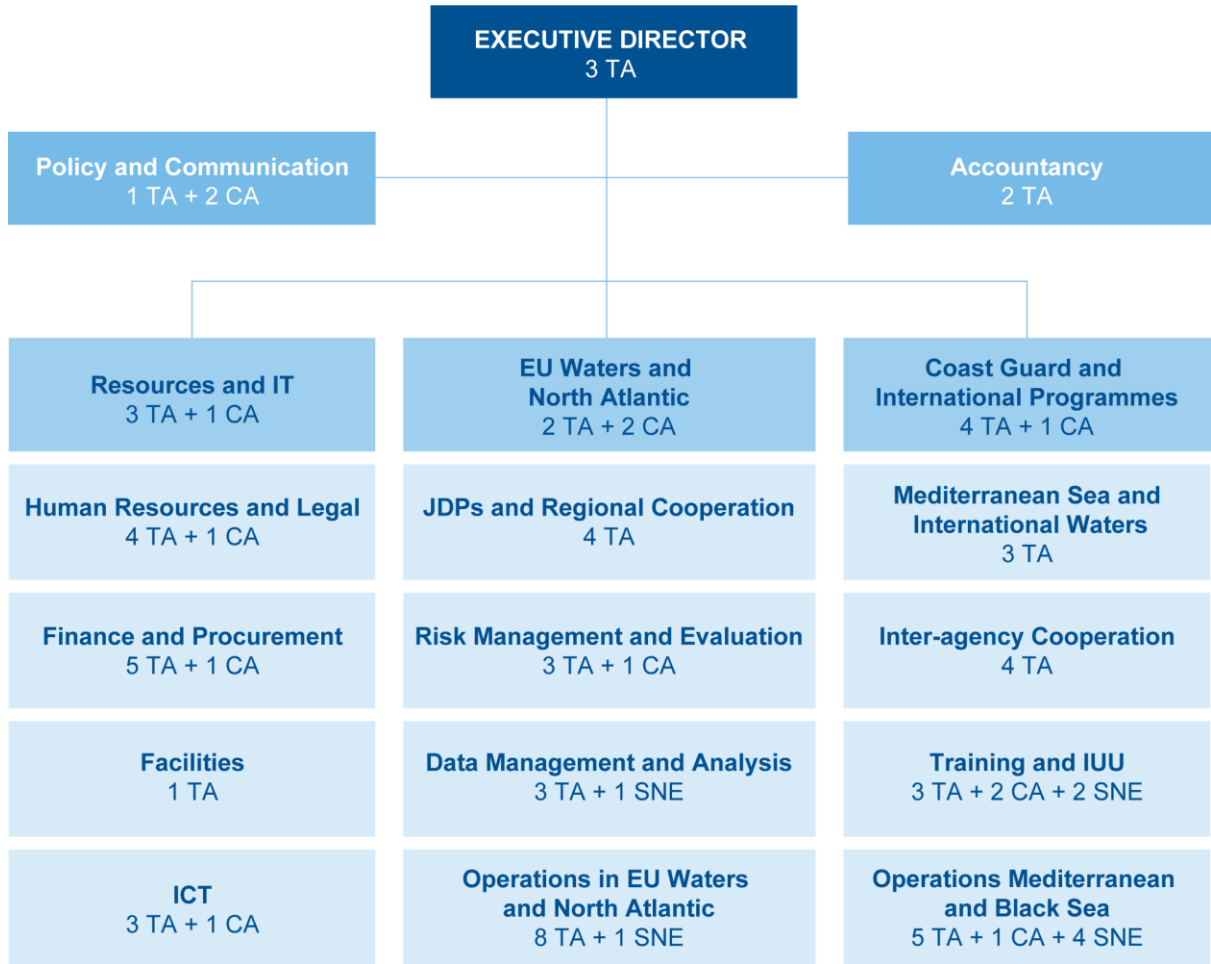 EXECUTIVE DIRECTOR
3 TA
Policy and Communication
1 TA + 2 CA
Accountancy
2 TA
Resources and IT
3 TA + 1 CA
EU Waters and
North Atlantic
2 TA + 2 CA
Coast Guard and
International Programmes
4 TA + 1 CA
Human Resources and Legal
4 TA + 1 CA
JDPs and Regional Cooperation
4 TA
Mediterranean Sea and
International Waters
3 TA
Finance and Procurement
5 TA + 1 CA
Risk Management and Evaluation
3 TA + 1 CA
Inter-agency Cooperation
4 TA
Facilities
1 TA
Data Management and Analysis
3 TA + 1 SNE
Training and IUU
3 TA + 2 CA + 2 SNE
ICT
3 TA + 1 CA
Operations in EU Waters
and North Atlantic
8 TA + 1 SNE
Operations Mediterranean
and Black Sea
5 TA + 1 CA + 4 SNE